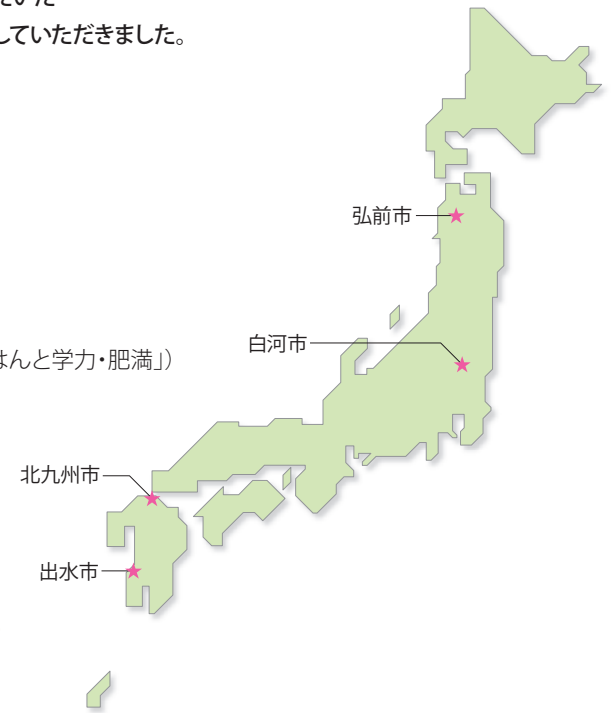 していただきました。
弘前市
白河市
はんと学力・肥満」）
北九州市
出水市